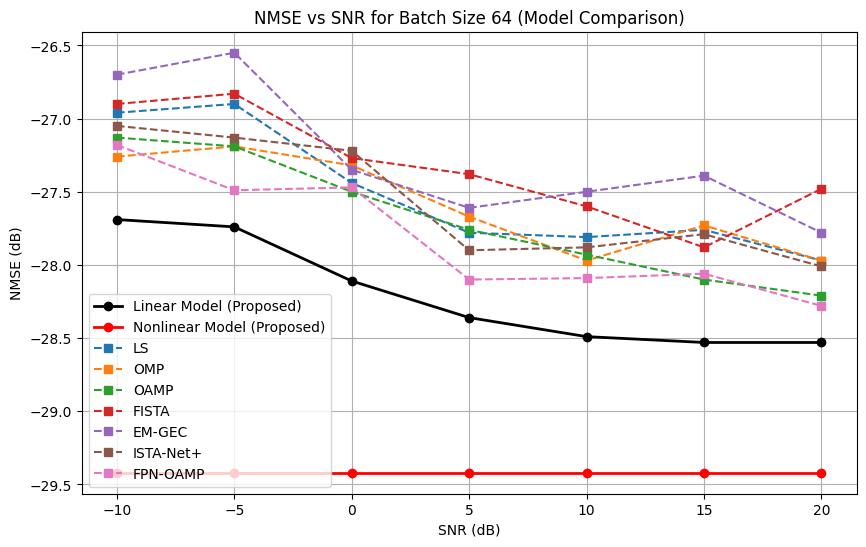 NMSE vs SNR for Batch Size 64 (Model Comparison)
NMSE (dB)
−26.5
−27.0
−27.5
−28.0
−28.5
−29.0
−29.5
Linear Model (Proposed)
Nonlinear Model (Proposed)
LS
OMP
OAMP
FISTA
EM-GEC
ISTA-Net+
FPN-OAMP
−10 −5 0 5 10 15 20
SNR (dB)